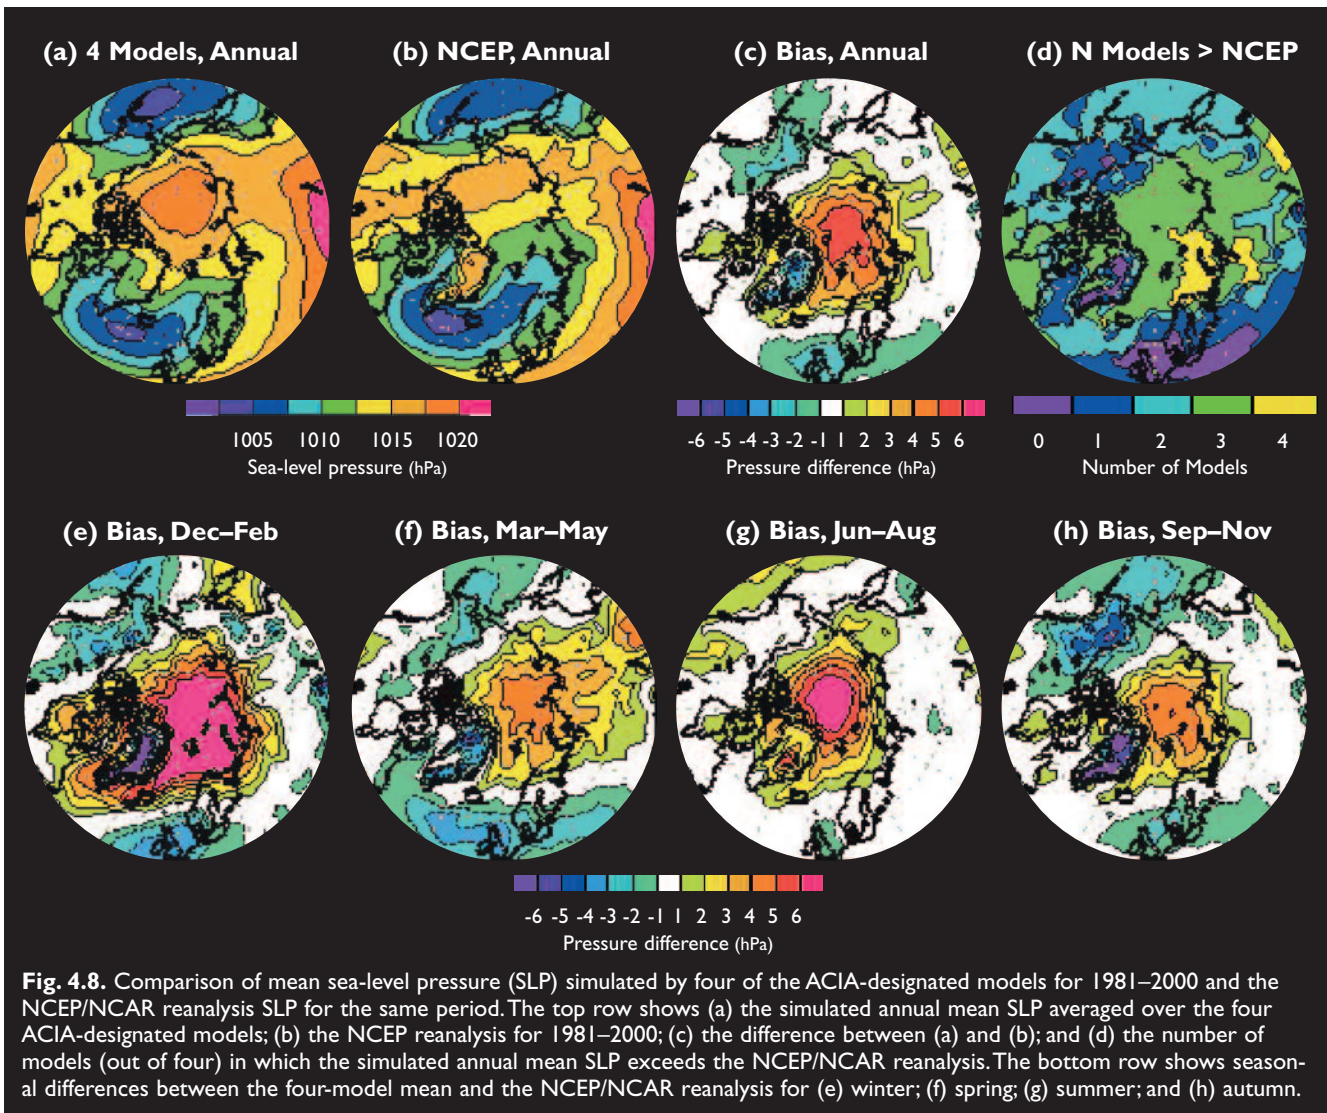 (a) 4 Models, Annual
(b) NCEP, Annual
(c) Bias, Annual
(d) N Models > NCEP
1005 1010 1015 1020
Sea-level pressure (hPa)
-6 -5 -4 -3 -2 -1 1 2 3 4 5 6
Pressure difference (hPa)
0 1 2 3 4
Number of Models
(e) Bias, Dec–Feb
(f) Bias, Mar–May
(g) Bias, Jun–Aug
(h) Bias, Sep–Nov
-6 -5 -4 -3 -2 -1 1 2 3 4 5 6
Pressure difference (hPa)
Fig. 4.8. Comparison of mean sea-level pressure (SLP) simulated by four of the ACIA-designated models for 1981–2000 and the
NCEP/NCAR reanalysis SLP for the same period. The top row shows (a) the simulated annual mean SLP averaged over the four
ACIA-designated models; (b) the NCEP reanalysis for 1981–2000; (c) the difference between (a) and (b); and (d) the number of
models (out of four) in which the simulated annual mean SLP exceeds the NCEP/NCAR reanalysis. The bottom row shows season-
al differences between the four-model mean and the NCEP/NCAR reanalysis for (e) winter; (f) spring; (g) summer; and (h) autumn.